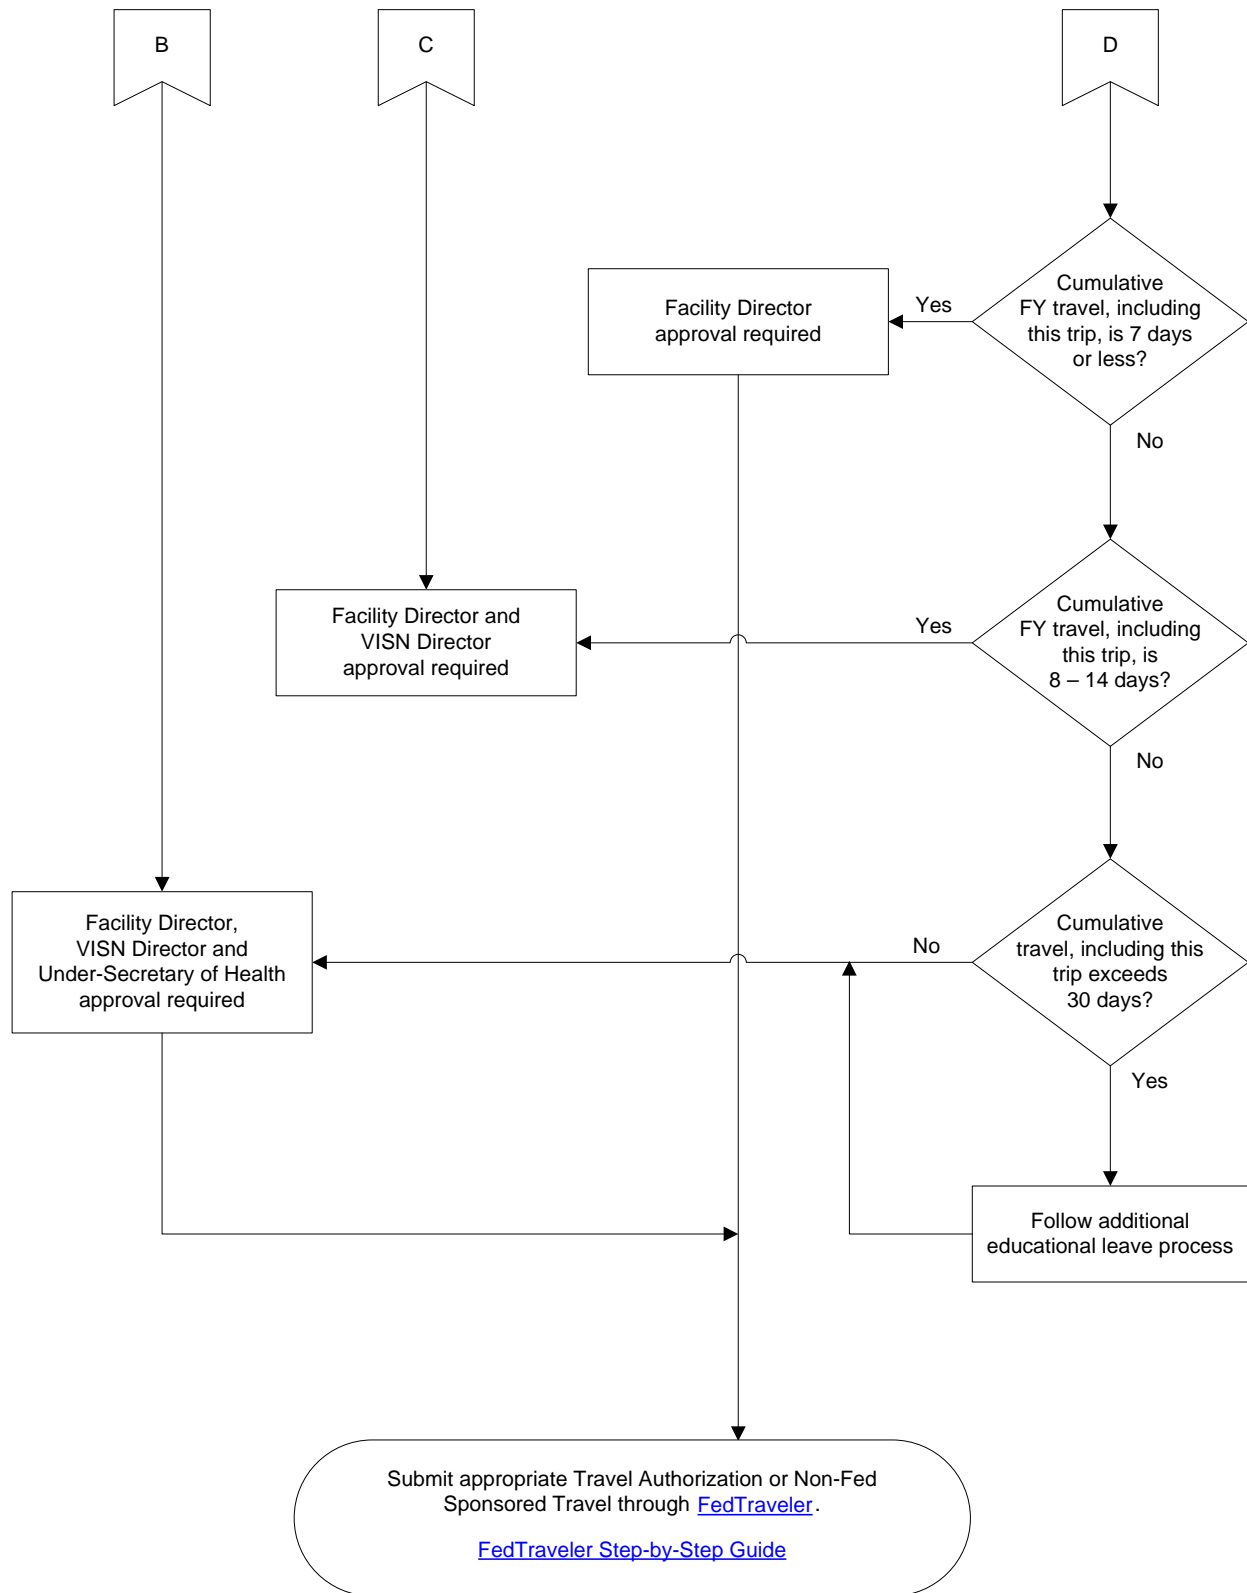 B
C
D
Cumulative
FY travel, including
this trip, is 7 days
or less?
Yes
Facility Director
approval required
No
Cumulative
FY travel, including
this trip, is
8 – 14 days?
Yes
Facility Director and
VISN Director
approval required
No
Cumulative
travel, including this
trip exceeds
30 days?
No
Facility Director,
VISN Director and
Under-Secretary of Health
approval required
Yes
Follow additional
educational leave process
Submit appropriate Travel Authorization or Non-Fed
Sponsored Travel through FedTraveler.
FedTraveler Step-by-Step Guide